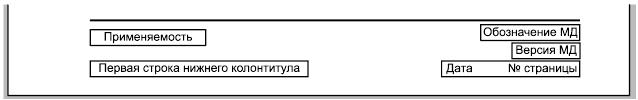 Применяемость
Обозначение МД
Версия МД
Первая строка нижнего колонтитула
Дата № страницы